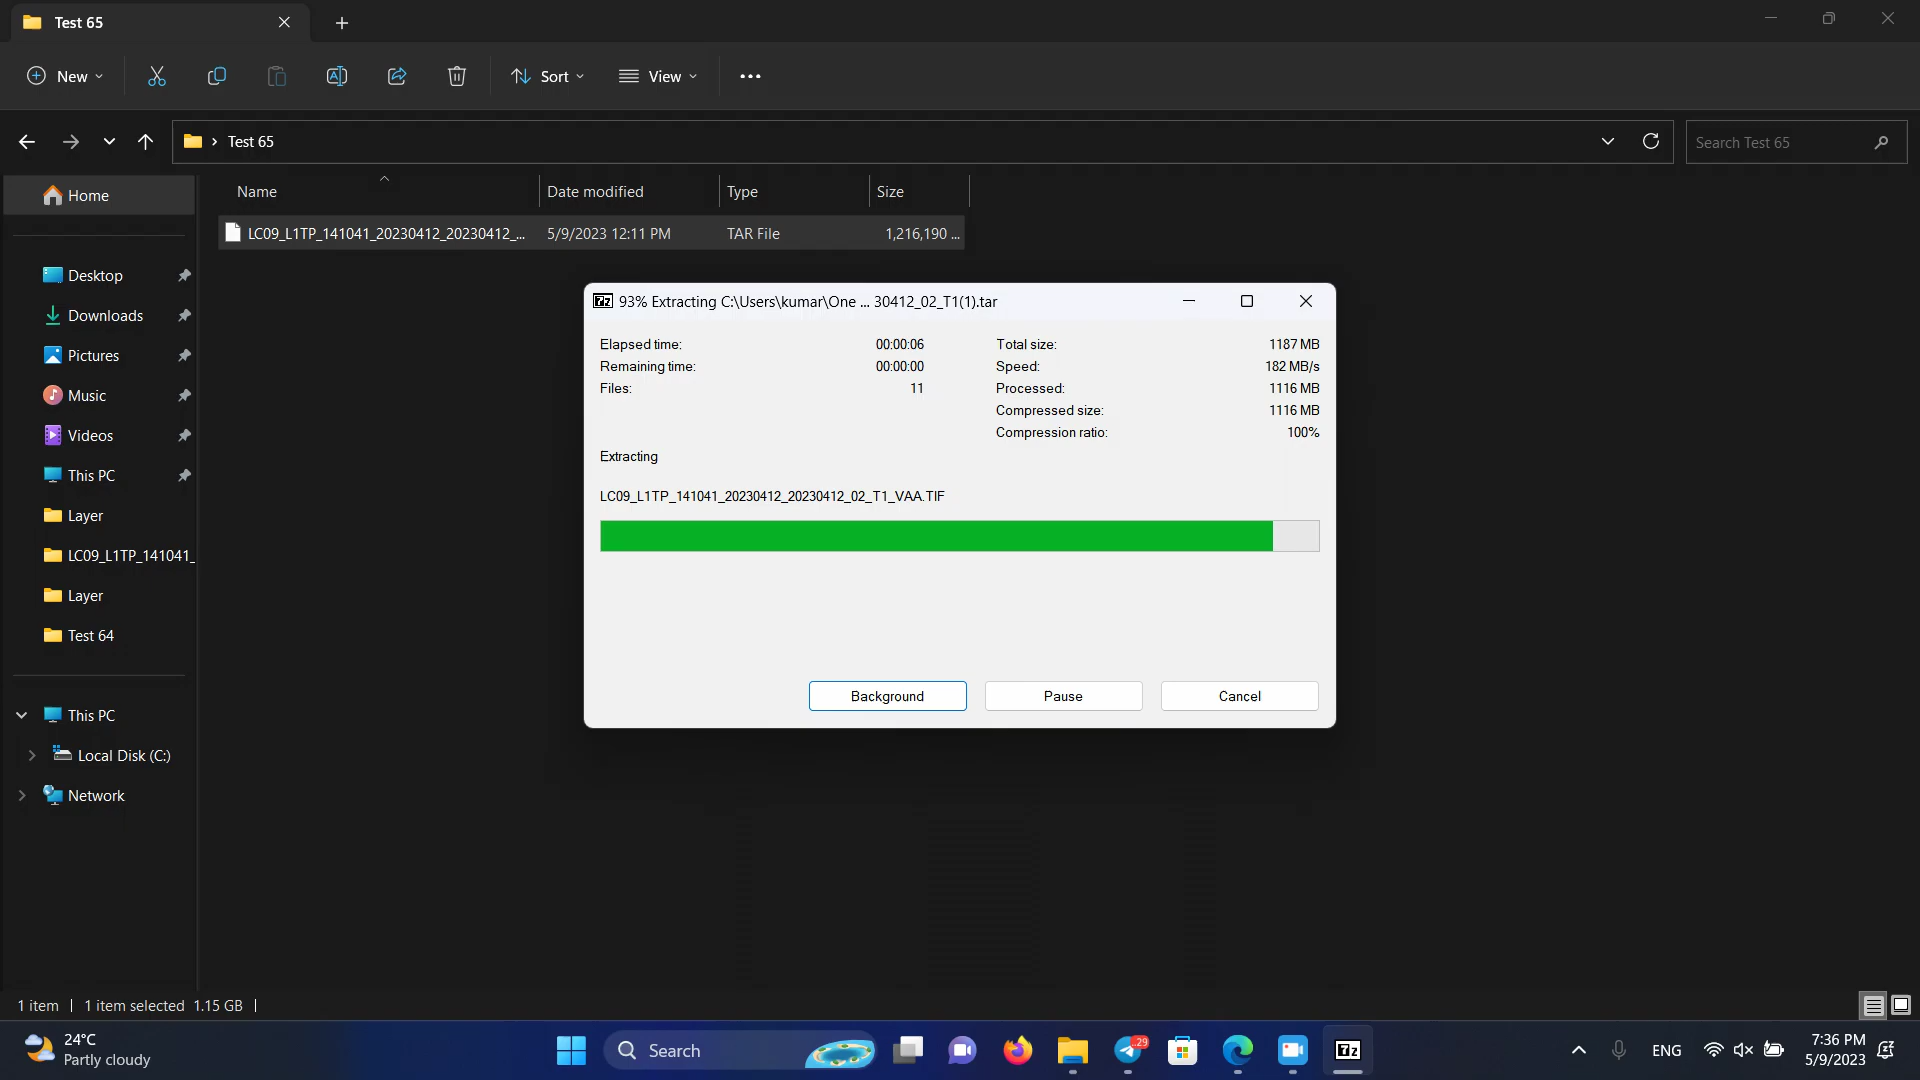 Test 65
New
Sort
View
Test 65
Search Test 65
Name
Date modified
Type
Size
LC09_L1TP_141041_20230412_20230412_...
5/9/2023 12:11 PM
TAR File
1,216,190 ...
Home
Desktop
Downloads
Pictures
Music
Videos
This PC
Layer
LC09_L1TP_141041_
Layer
Test 64
This PC
Local Disk (C:)
Network
7z
93% Extracting C:\Users\kumar\One ... 30412_02_T1(1).tar
Elapsed time: 00:00:06
Remaining time: 00:00:00
Files: 11
Total size: 1187 MB
Speed: 182 MB/s
Processed: 1116 MB
Compressed size: 1116 MB
Compression ratio: 100%
Extracting
LC09_L1TP_141041_20230412_20230412_02_T1_VAA.TIF
Background
Pause
Cancel
1 item
1 item selected 1.15 GB
24°C
Partly cloudy
Search
29
7z
ENG
7:36 PM
5/9/2023